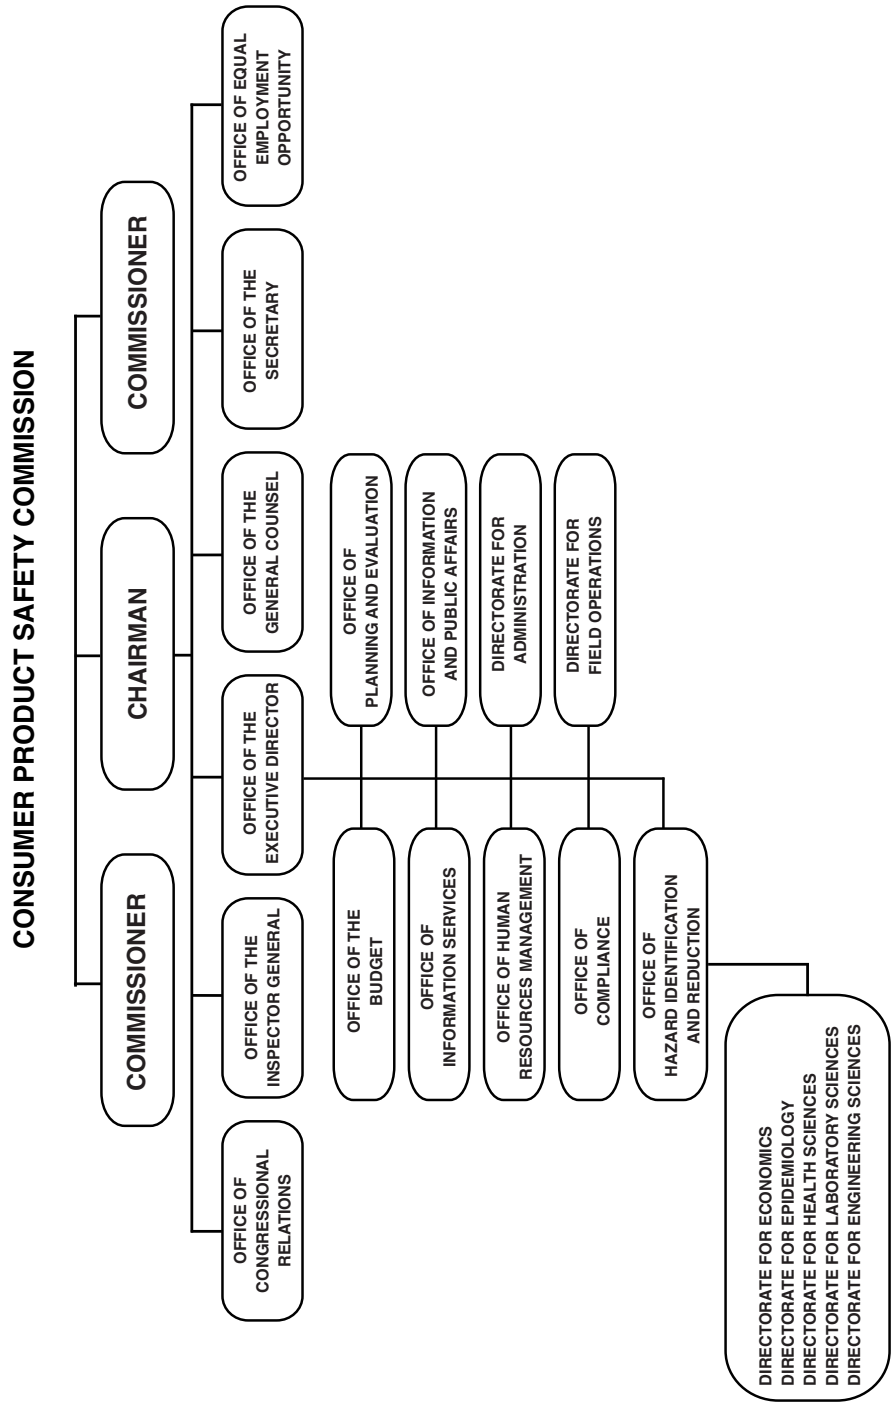 CONSUMER PRODUCT SAFETY COMMISSION
COMMISSIONER
CHAIRMAN
COMMISSIONER
OFFICE OF
CONGRESSIONAL
RELATIONS
OFFICE OF THE
INSPECTOR GENERAL
OFFICE OF THE
EXECUTIVE DIRECTOR
OFFICE OF THE
GENERAL COUNSEL
OFFICE OF THE
SECRETARY
OFFICE OF EQUAL
EMPLOYMENT
OPPORTUNITY
OFFICE OF THE
BUDGET
OFFICE OF
PLANNING AND EVALUATION
OFFICE OF
INFORMATION SERVICES
OFFICE OF INFORMATION
AND PUBLIC AFFAIRS
OFFICE OF HUMAN
RESOURCES MANAGEMENT
DIRECTORATE FOR
ADMINISTRATION
OFFICE OF
COMPLIANCE
DIRECTORATE FOR
FIELD OPERATIONS
OFFICE OF
HAZARD IDENTIFICATION
AND REDUCTION
DIRECTORATE FOR ECONOMICS
DIRECTORATE FOR EPIDEMIOLOGY
DIRECTORATE FOR HEALTH SCIENCES
DIRECTORATE FOR LABORATORY SCIENCES
DIRECTORATE FOR ENGINEERING SCIENCES